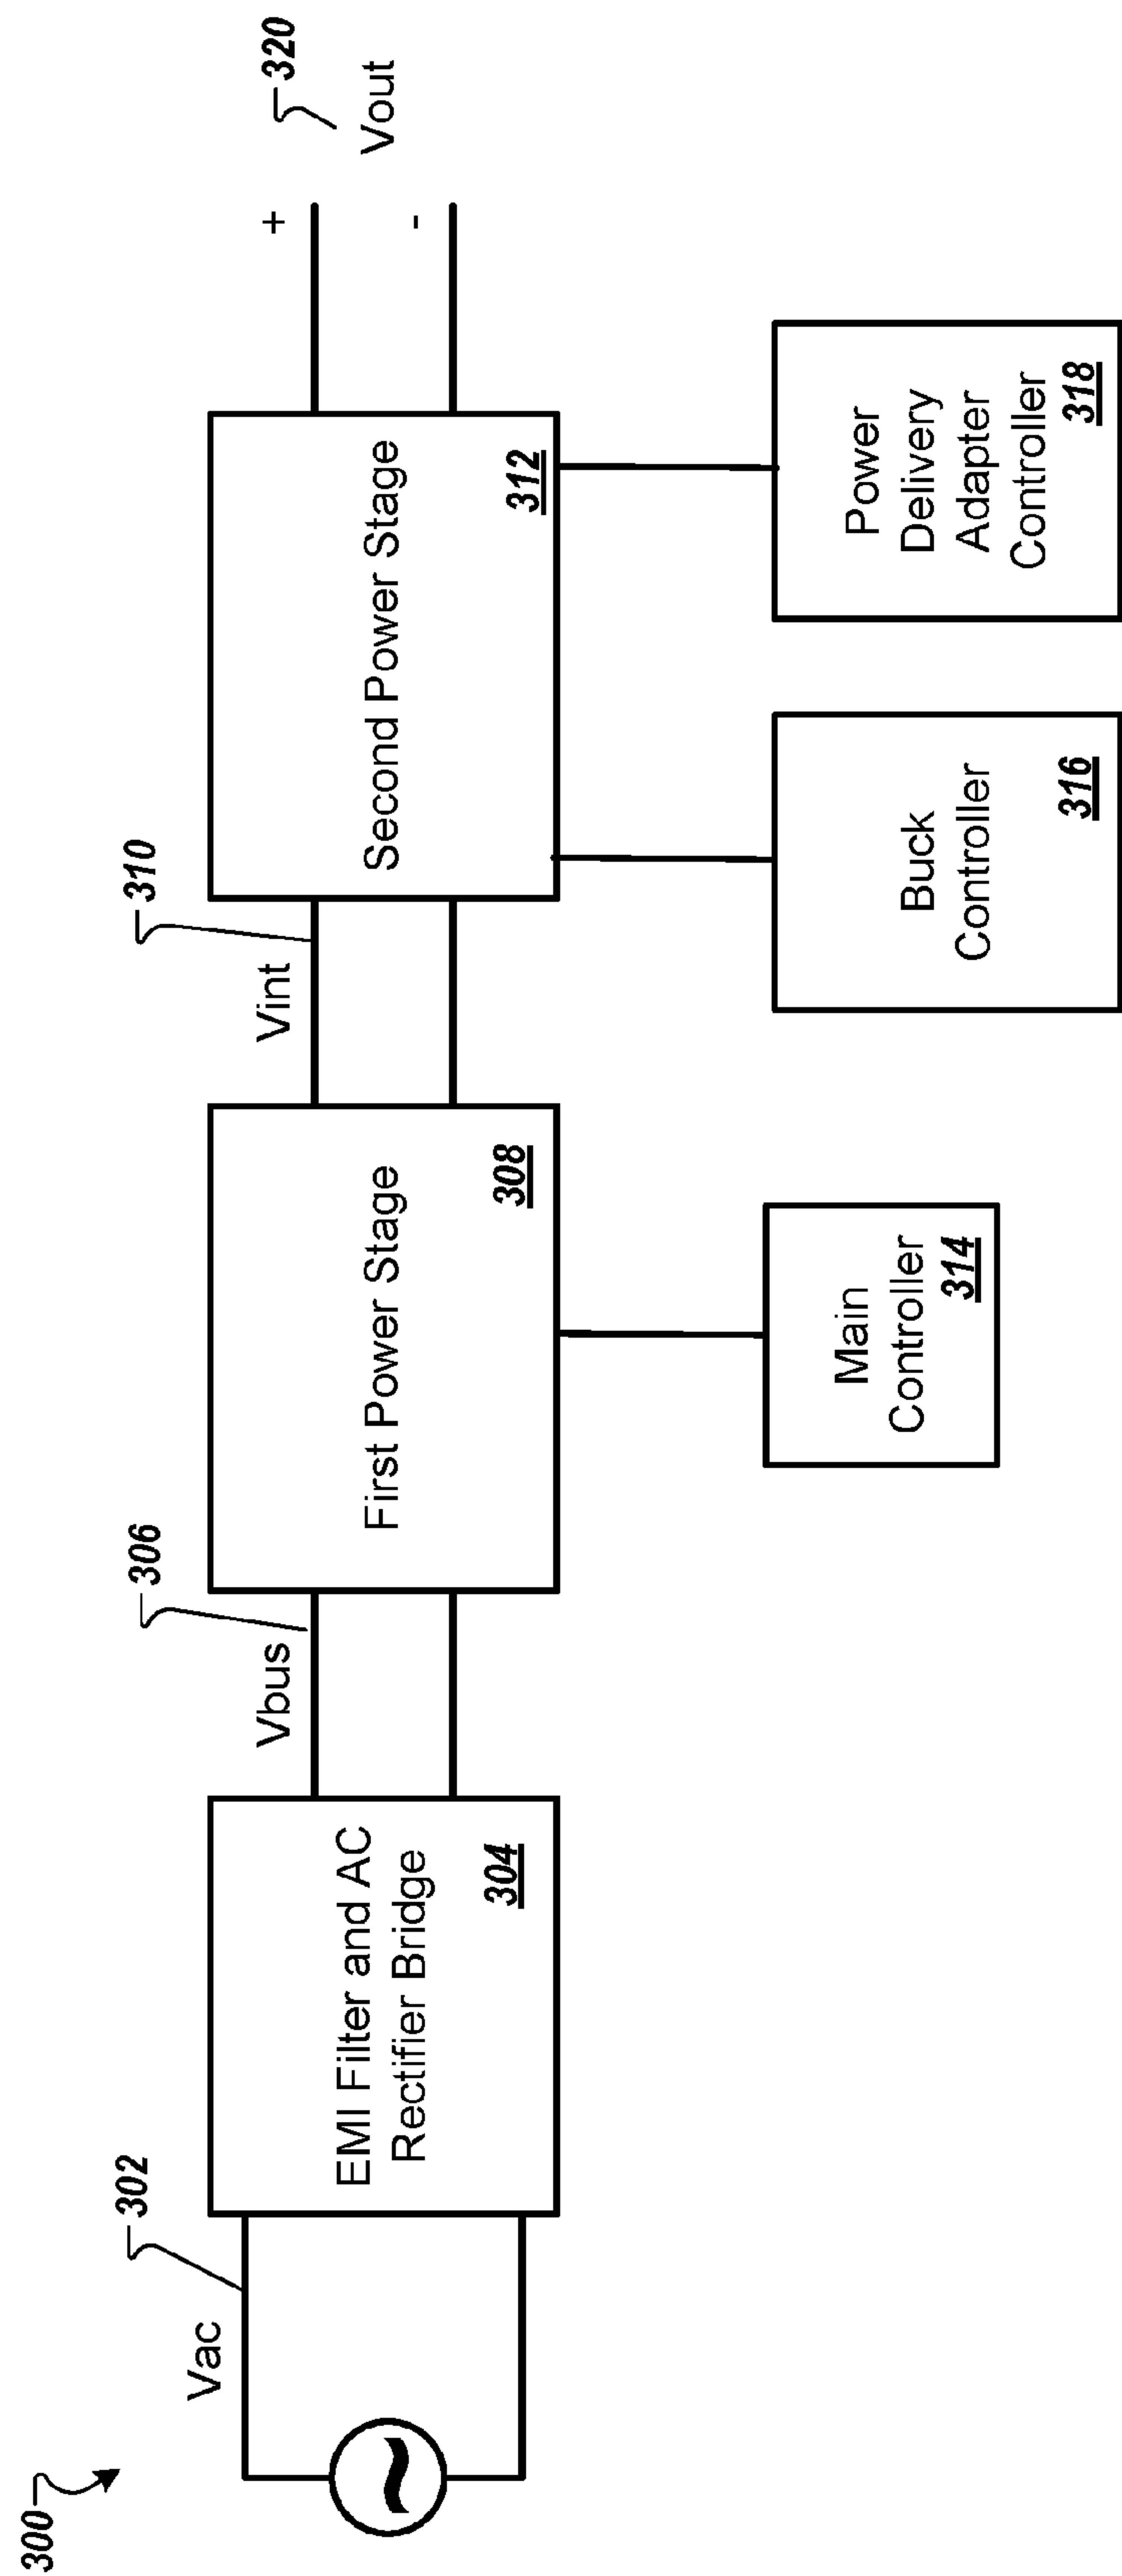 300
Vac
302
EMI Filter and AC
Rectifier Bridge
304
Vbus
306
First Power Stage
308
Vint
310
Second Power Stage
312
+
-
320
Vout
Main
Controller
314
Buck
Controller
316
Power
Delivery
Adapter
Controller
318